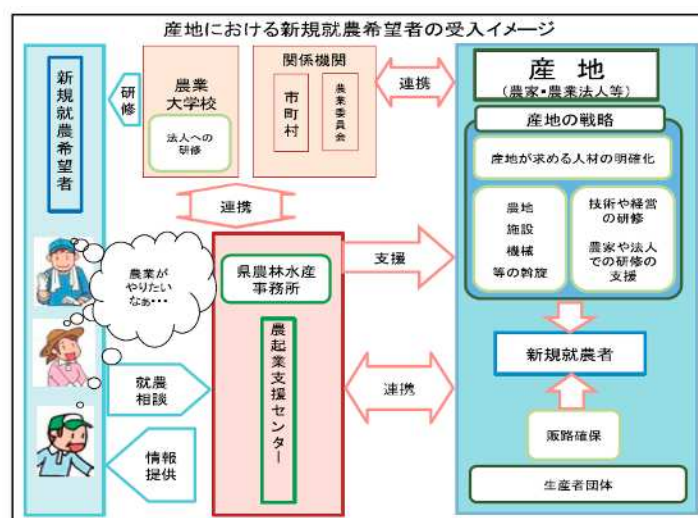 産地における新規就農希望者の受入イメージ
新規就農希望者
研修
農業
大学校
法人への
研修
関係機関
市町村
農業委員会
連携
産 地
（農家・農業法人等）
産地の戦略
産地が求める人材の明確化
農地
施設
機械
等の斡旋
技術や経営
の研修
農家や法人
での研修の
支援
連携
農業が
やりたい
なぁ・・・
県農林水産
事務所
支援
農起業支援センター
新規就農者
就農
相談
連携
情報
提供
販路確保
生産者団体